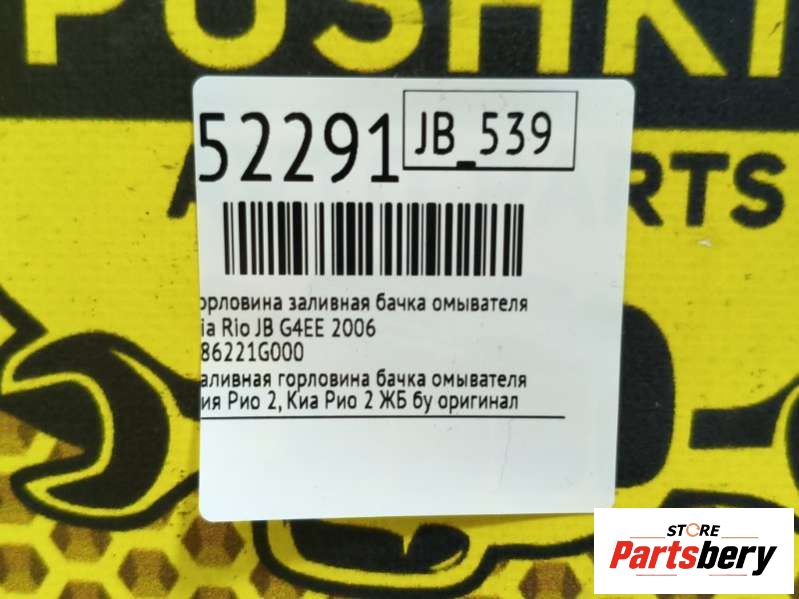 PUSHKI
52291
JB_539
RTS
орловина заливная бачка омывателя
ia Rio JB G4EE 2006
86221G000
аливная горловина бачка омывателя
ия Рио 2, Киа Рио 2 ЖБ бу оригинал
STORE
Partsbery